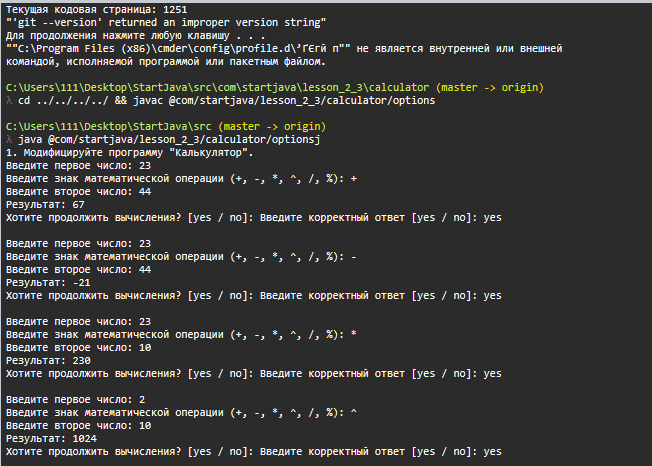 Текущая кодовая страница: 1251
"'git --version' returned an improper version string"
Для продолжения нажмите любую клавишу . . .
""C:\Program Files (x86)\cmder\config\profile.d\ʼґЄгй п"" не является внутренней или внешней
командой, исполняемой программой или пакетным файлом.
C:\Users\111\Desktop\StartJava\src\com\startjava\lesson_2_3\calculator (master -> origin)
λ cd ../../../../ && javac @com/startjava/lesson_2_3/calculator/options
C:\Users\111\Desktop\StartJava\src (master -> origin)
λ java @com/startjava/lesson_2_3/calculator/optionsj
1. Модифицируйте программу "Калькулятор".
Введите первое число: 23
Введите знак математической операции (+, -, *, ^, /, %): +
Введите второе число: 44
Результат: 67
Хотите продолжить вычисления? [yes / no]: Введите корректный ответ [yes / no]: yes
Введите первое число: 23
Введите знак математической операции (+, -, *, ^, /, %): -
Введите второе число: 44
Результат: -21
Хотите продолжить вычисления? [yes / no]: Введите корректный ответ [yes / no]: yes
Введите первое число: 23
Введите знак математической операции (+, -, *, ^, /, %): *
Введите второе число: 10
Результат: 230
Хотите продолжить вычисления? [yes / no]: Введите корректный ответ [yes / no]: yes
Введите первое число: 2
Введите знак математической операции (+, -, *, ^, /, %): ^
Введите второе число: 10
Результат: 1024
Хотите продолжить вычисления? [yes / no]: Введите корректный ответ [yes / no]: yes